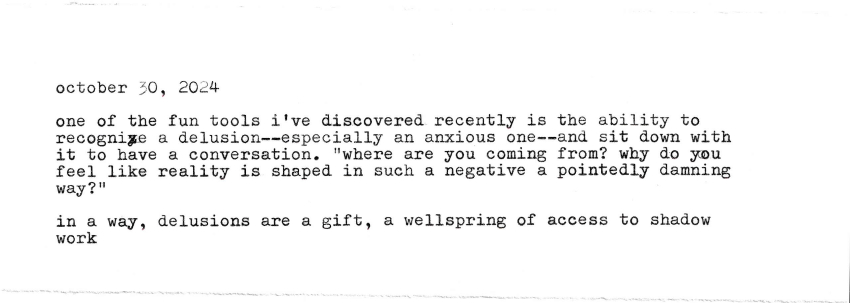 october 30, 2024
one of the fun tools i've discovered recently is the ability to
recognize a delusion--especially an anxious one--and sit down with
it to have a conversation. "where are you coming from? why do you
feel like reality is shaped in such a negative a pointedly damning
way?"
in a way, delusions are a gift, a wellspring of access to shadow
work